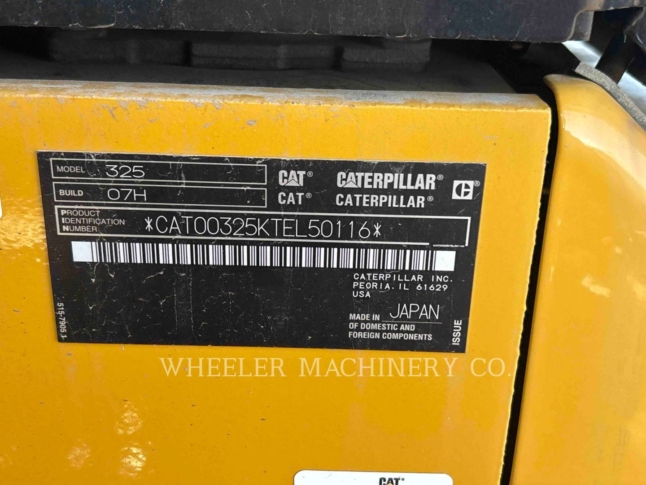 MODEL 325 CAT® CATERPILLAR® C
BUILD 07H CAT® CATERPILLAR®
PRODUCT
IDENTIFICATION
NUMBER
*CAT00325KTEL50116*
CATERPILLAR INC.
PEORIA, IL 61629
USA
MADE IN JAPAN
OF DOMESTIC AND
FOREIGN COMPONENTS
ISSUE
515-7905
WHEELER MACHINERY CO.
CAT®